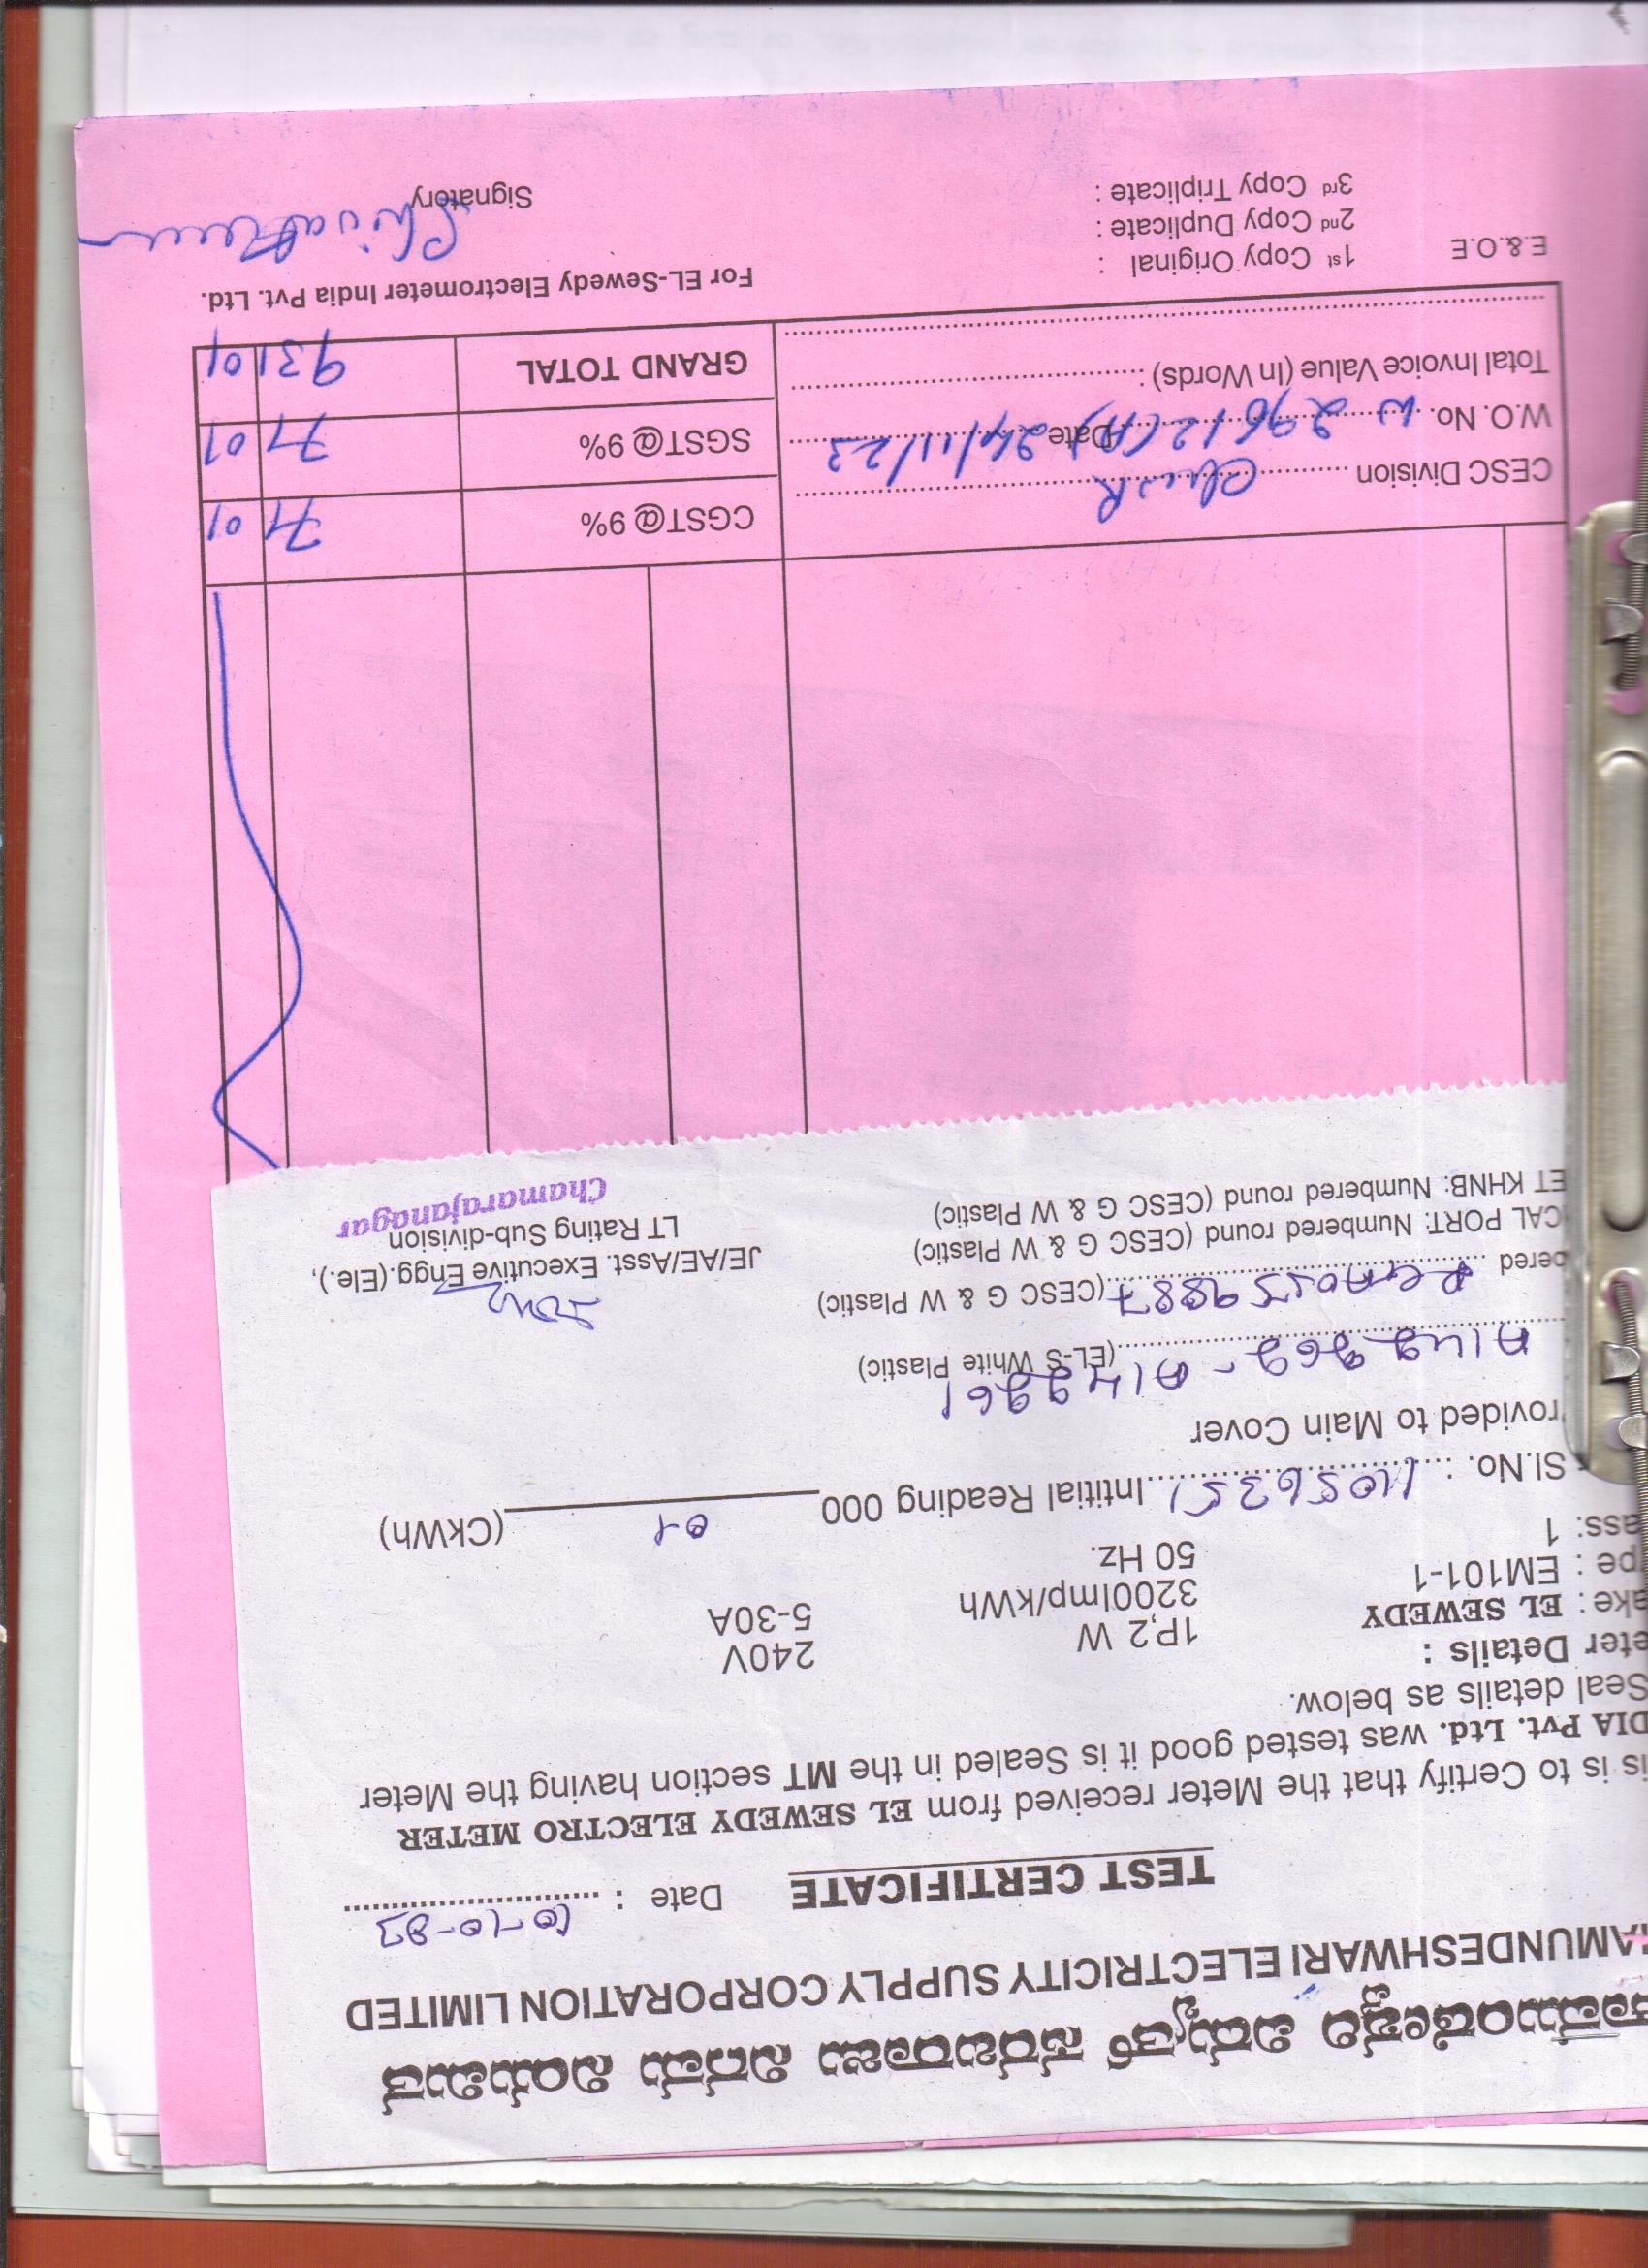 ಚಾಮುಂಡೇಶ್ವರಿ ವಿದ್ಯುತ್ ಸರಬರಾಜು ನಿಗಮ ನಿಯಮಿತ
AMUNDESHWARI ELECTRICITY SUPPLY CORPORATION LIMITED
TEST CERTIFICATE Date :
is is to Certify that the Meter received from EL SEWEDY ELECTRO METER
DIA Pvt. Ltd. was tested good it is Sealed in the MT section having the Meter
Seal details as below.
eter Details :
ake : EL SEWEDY 1P,2 W 240V
pe : EM101-1 3200Imp/kWh 5-30A
ass: 1 50 Hz.
Sl.No. : 11056351 Intitial Reading 000 01 (CkWh)
rovided to Main Cover
(EL-S White Plastic)
bered (CESC G & W Plastic)
CAL PORT: Numbered round (CESC G & W Plastic)
ET KHNB: Numbered round (CESC G & W Plastic)
JE/AE/Asst. Executive Engg.(Ele.),
LT Rating Sub-division
Chamarajanagar
CESC Division
CGST@ 9% 71 01
W.O. No. Date 24/11/23
SGST@ 9% 71 01
Total Invoice Value (In Words) :
GRAND TOTAL 931 01
E.& O.E
1st Copy Original :
2nd Copy Duplicate :
3rd Copy Triplicate :
For EL-Sewedy Electrometer India Pvt. Ltd.
Signatory